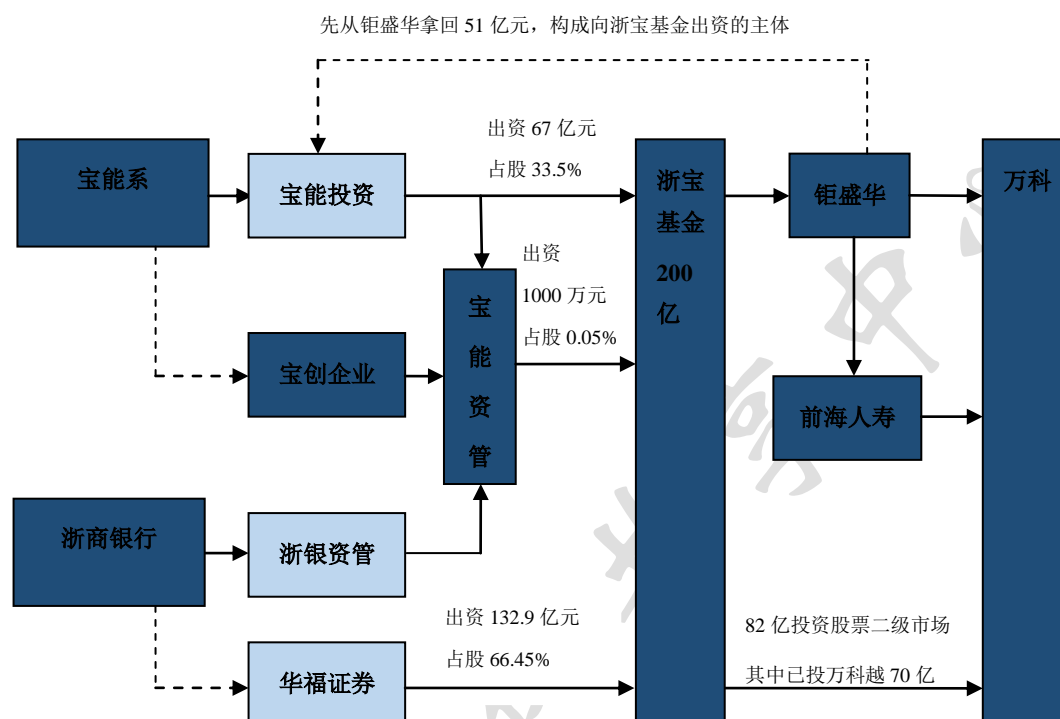 先从钜盛华拿回 51 亿元，构成向浙宝基金出资的主体
宝能系
宝能投资
出资 67 亿元
占股 33.5%
浙宝
基金
200
亿
钜盛华
万科
宝创企业
宝
能
资
管
出资
1000 万元
占股 0.05%
前海人寿
浙商银行
浙银资管
华福证券
出资 132.9 亿元
占股 66.45%
82 亿投资股票二级市场
其中已投万科越 70 亿
享中